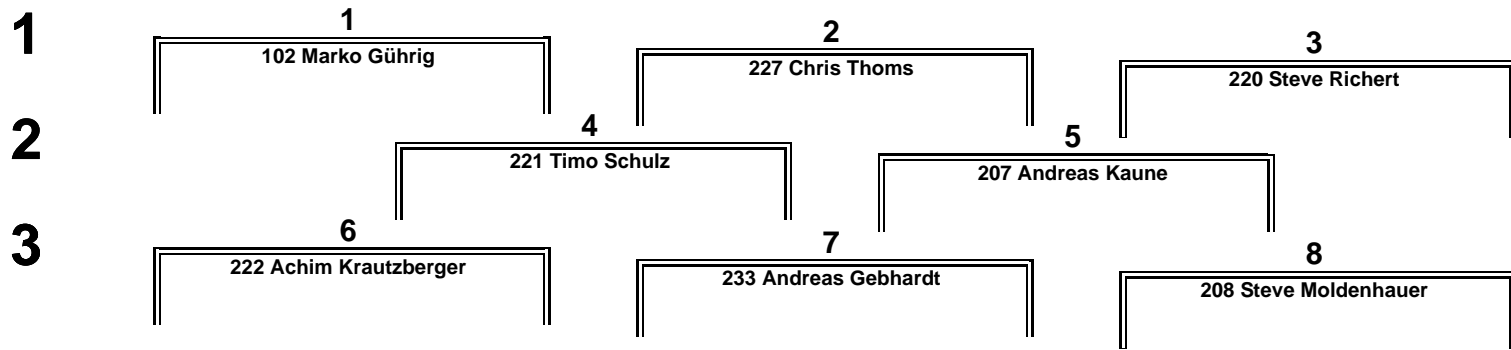 1
1
102 Marko Gührig
2
227 Chris Thoms
3
220 Steve Richert
2
4
221 Timo Schulz
5
207 Andreas Kaune
3
6
222 Achim Krautzberger
7
233 Andreas Gebhardt
8
208 Steve Moldenhauer